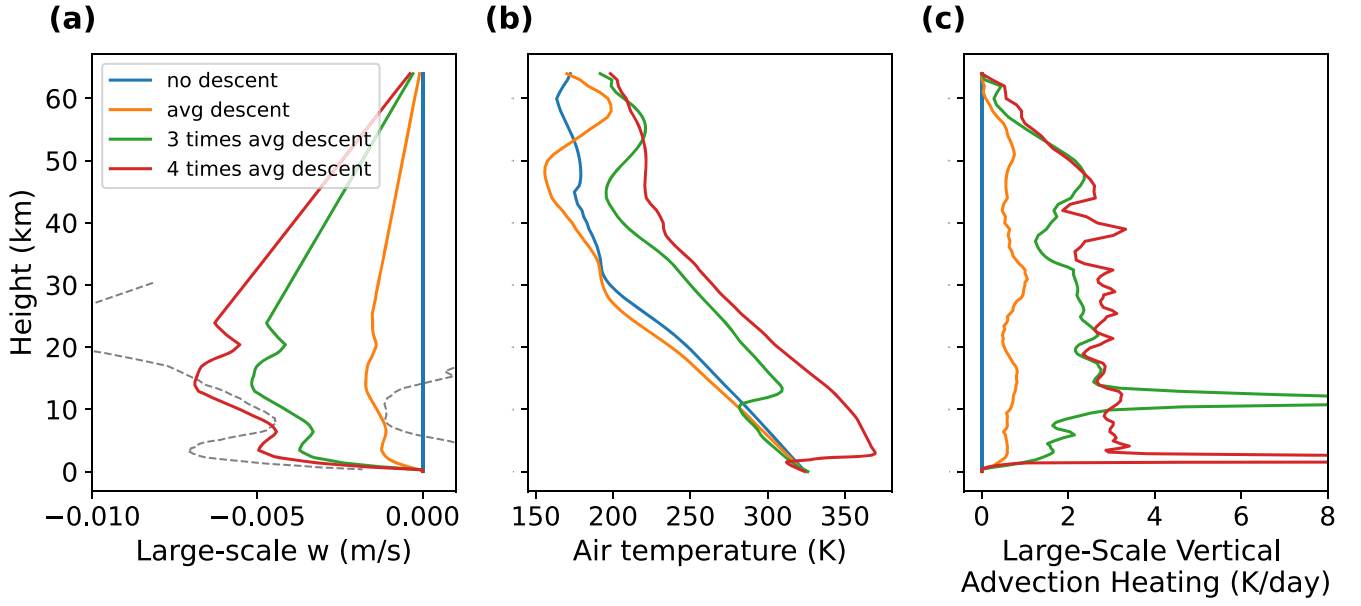 (a)
(b)
(c)
no descent
avg descent
3 times avg descent
4 times avg descent
Height (km)
60
50
40
30
20
10
0
−0.010
−0.005
0.000
Large-scale w (m/s)
150
200
250
300
350
Air temperature (K)
0
2
4
6
8
Large-Scale Vertical
Advection Heating (K/day)